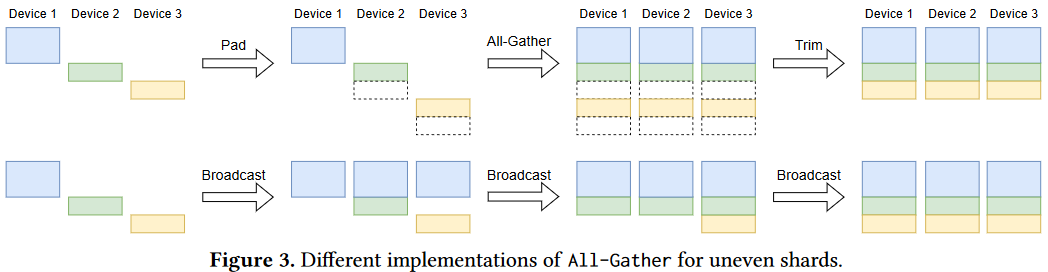 Device 1 Device 2 Device 3 Device 1 Device 2 Device 3 Device 1 Device 2 Device 3 Device 1 Device 2 Device 3
Pad All-Gather Trim
Broadcast Broadcast Broadcast
Figure 3. Different implementations of All-Gather for uneven shards.